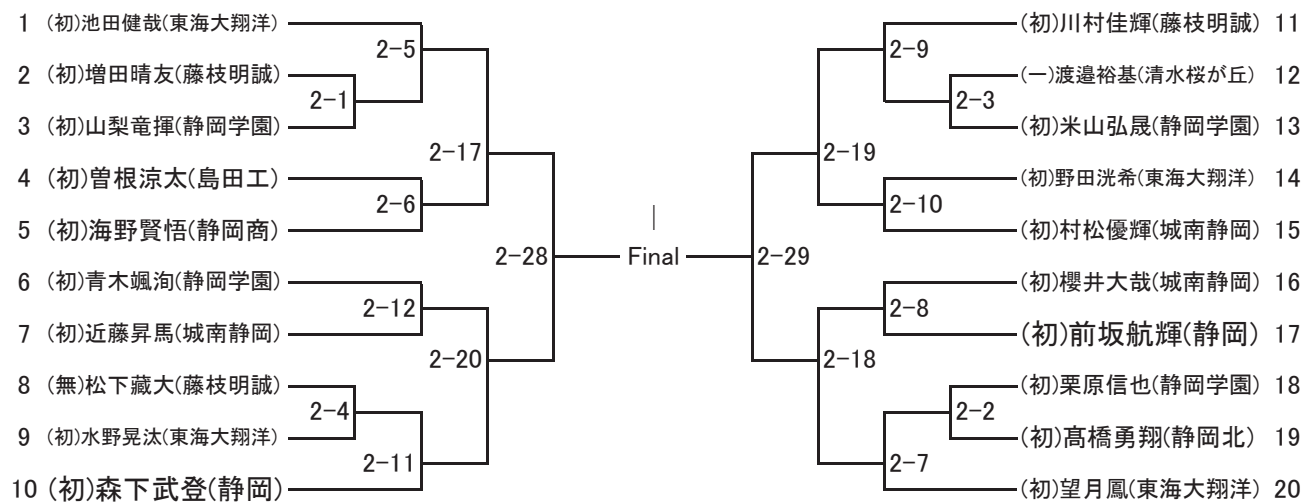 1 (初)池田健哉(東海大翔洋)
2 (初)増田晴友(藤枝明誠)
3 (初)山梨竜揮(静岡学園)
4 (初)曽根涼太(島田工)
5 (初)海野賢悟(静岡商)
6 (初)青木颯洵(静岡学園)
7 (初)近藤昇馬(城南静岡)
8 (無)松下藏大(藤枝明誠)
9 (初)水野晃汰(東海大翔洋)
10 (初)森下武登(静岡)
2-5
2-1
2-17
2-6
2-28
2-12
2-20
2-4
2-11
Final
2-9
2-3
2-19
2-10
2-29
2-8
2-18
2-2
2-7
(初)川村佳輝(藤枝明誠) 11
(一)渡邉裕基(清水桜が丘) 12
(初)米山弘晟(静岡学園) 13
(初)野田洸希(東海大翔洋) 14
(初)村松優輝(城南静岡) 15
(初)櫻井大哉(城南静岡) 16
(初)前坂航輝(静岡) 17
(初)栗原信也(静岡学園) 18
(初)髙橋勇翔(静岡北) 19
(初)望月鳳(東海大翔洋) 20